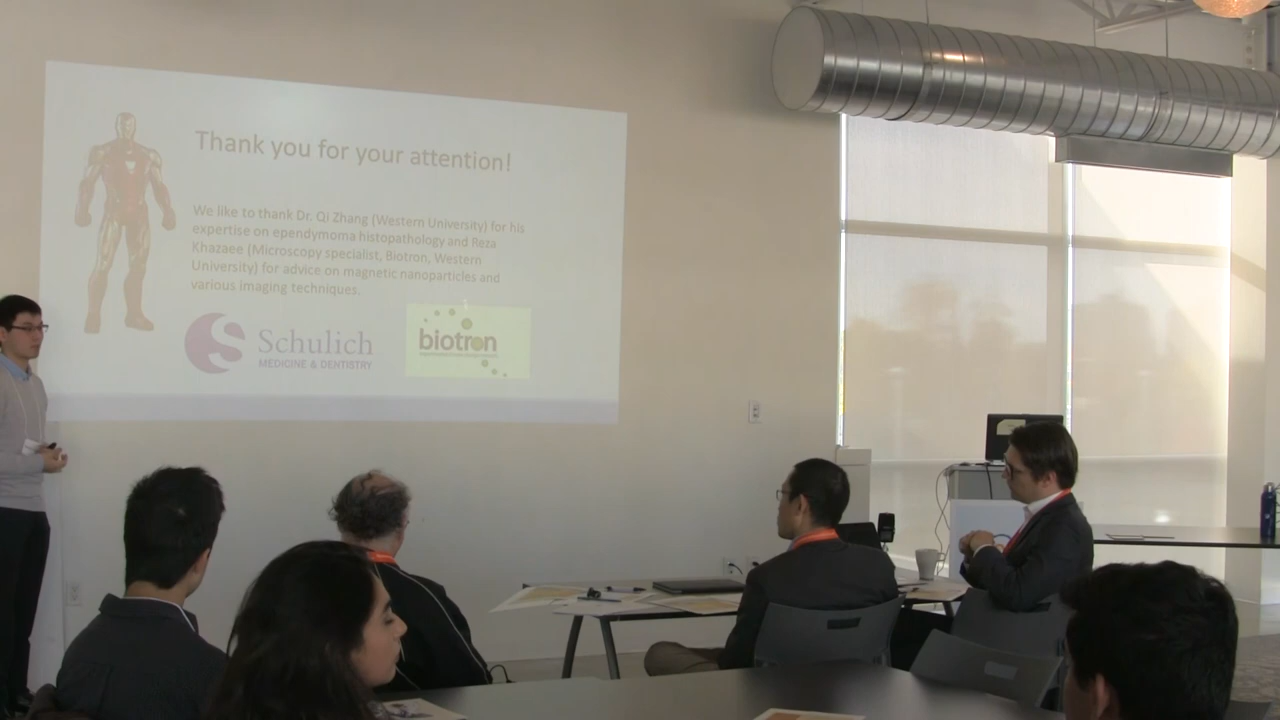 Thank you for your attention!
We like to thank Dr. Qi Zhang (Western University) for his
expertise on ependymoma histopathology and Reza
Khazaee (Microscopy specialist, Biotron, Western
University) for advice on magnetic nanoparticles and
various imaging techniques.
Schulich
MEDICINE & DENTISTRY
biotron